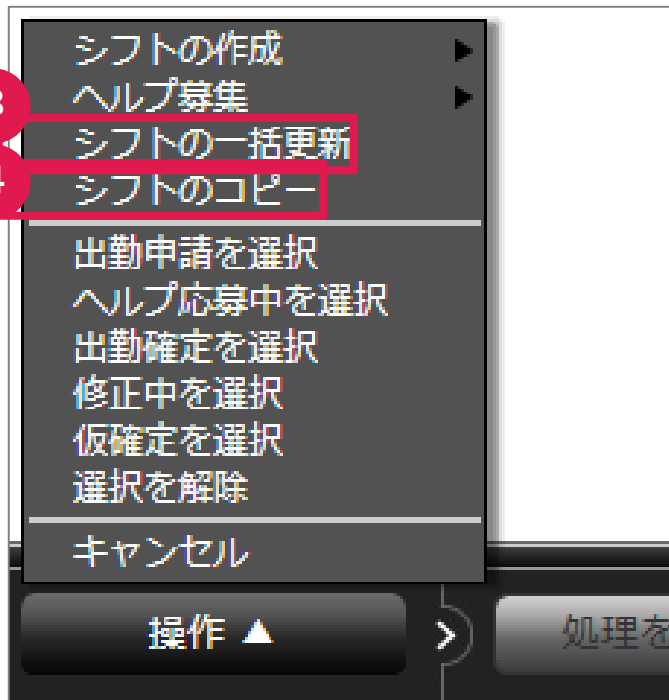 シフトの作成 ▶
ヘルプ募集 ▶
3
シフトの一括更新
4
シフトのコピー
出勤申請を選択
ヘルプ応募中を選択
出勤確定を選択
修正中を選択
仮確定を選択
選択を解除
キャンセル
操作 ▲
処理を